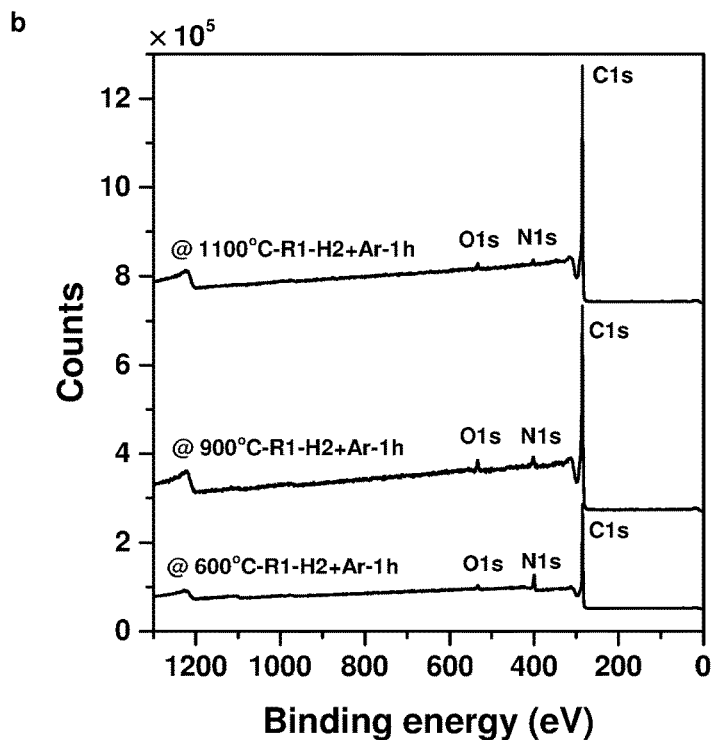 b
× 10⁵
C1s
12
10
@ 1100°C-R1-H2+Ar-1h
O1s
N1s
8
Counts
C1s
6
@ 900°C-R1-H2+Ar-1h
O1s
N1s
4
C1s
2
@ 600°C-R1-H2+Ar-1h
O1s
N1s
0
1200 1000 800 600 400 200 0
Binding energy (eV)